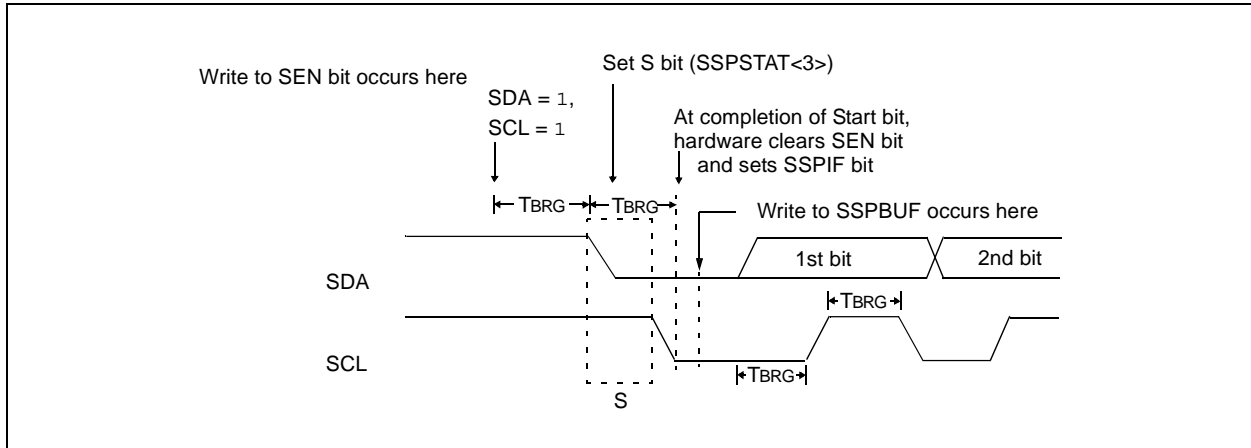 Write to SEN bit occurs here
Set S bit (SSPSTAT<3>)
SDA = 1,
SCL = 1
At completion of Start bit,
hardware clears SEN bit
and sets SSPIF bit
TBRG
TBRG
Write to SSPBUF occurs here
SDA
1st bit
2nd bit
TBRG
SCL
TBRG
S